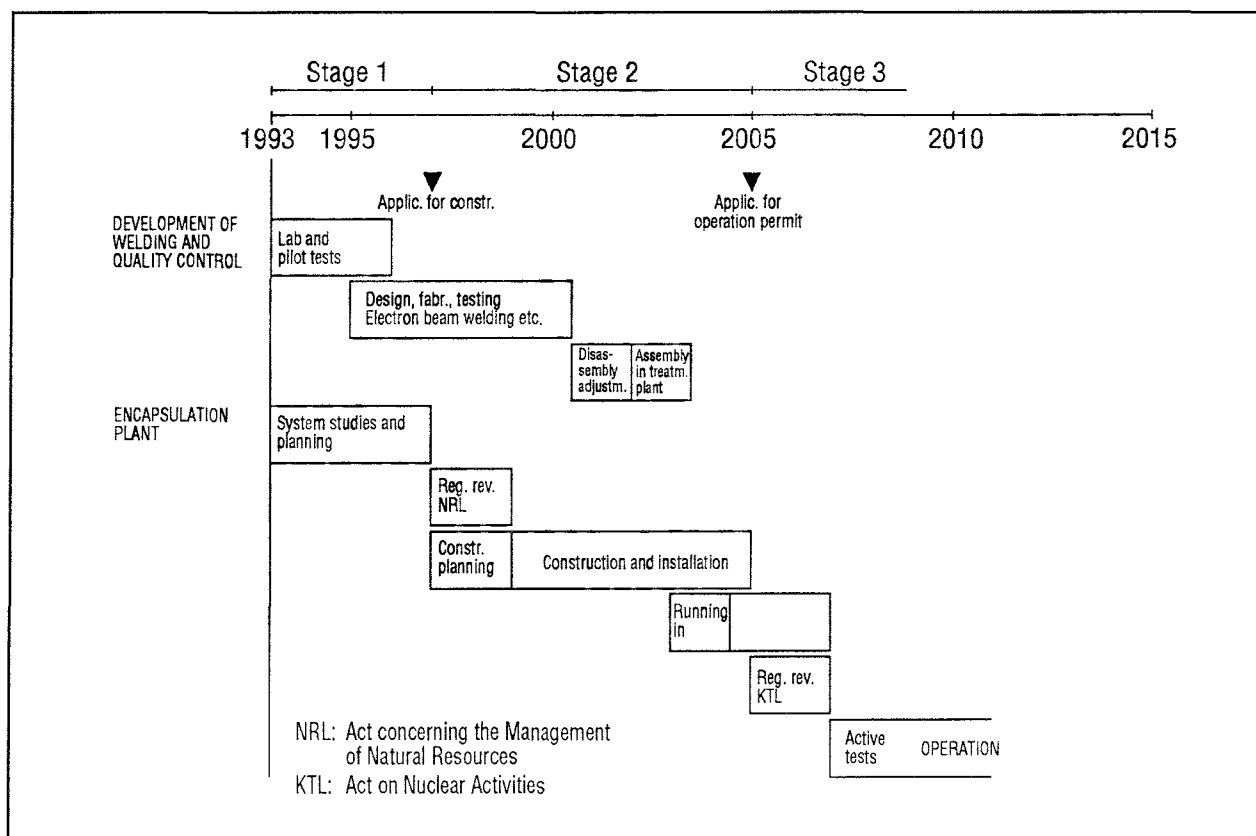 Stage 1 Stage 2 Stage 3
1993 1995 2000 2005 2010 2015
Applic. for constr.
Applic. for
operation permit
DEVELOPMENT OF
WELDING AND
QUALITY CONTROL
Lab and
pilot tests
Design, fabr., testing
Electron beam welding etc.
Disas-
sembly
adjustm.
Assembly
in treatm.
plant
ENCAPSULATION
PLANT
System studies and
planning
Reg. rev.
NRL
Constr.
planning
Construction and installation
Running
in
Reg. rev.
KTL
Active
tests
OPERATION
NRL: Act concerning the Management
of Natural Resources
KTL: Act on Nuclear Activities